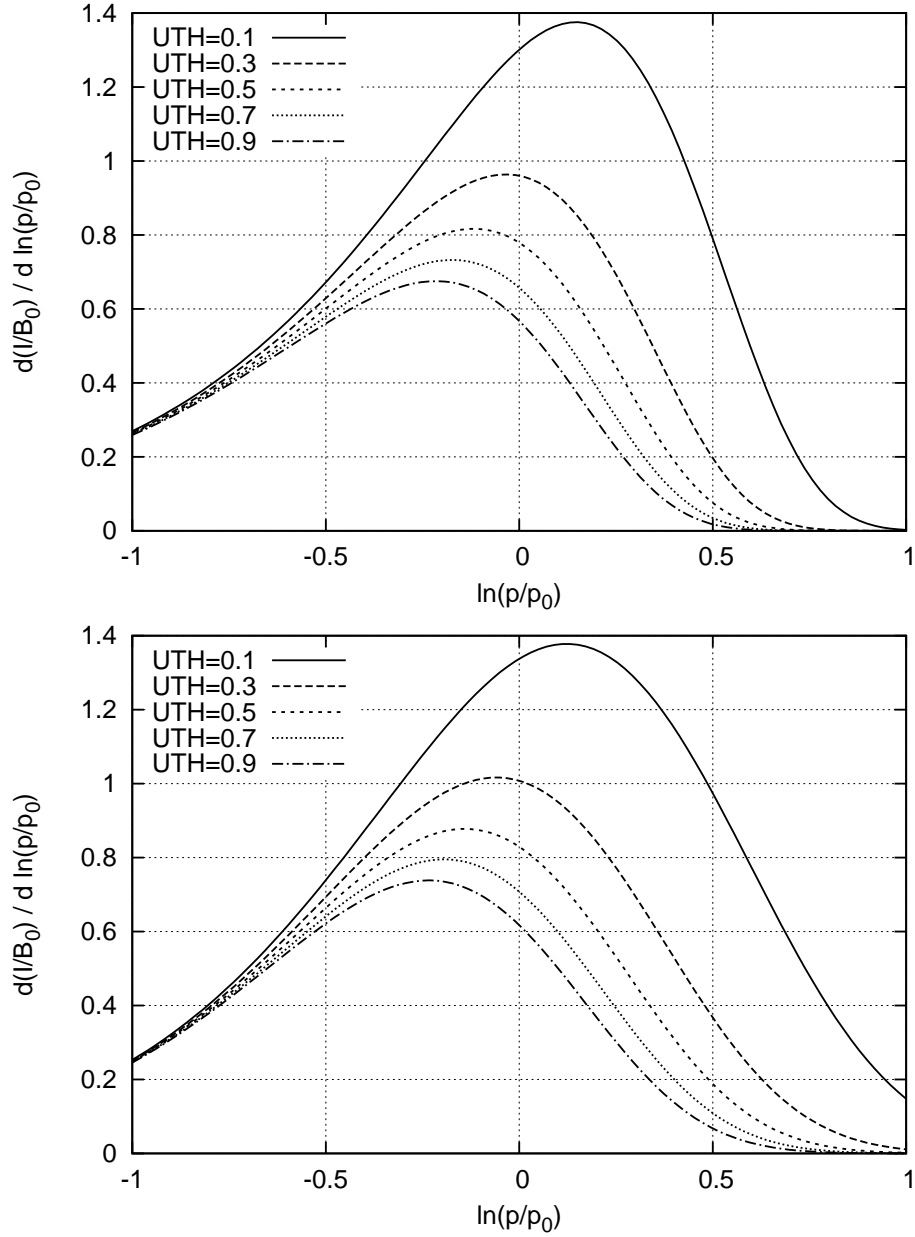 1.4
1.2
1
0.8
0.6
0.4
0.2
0
d(I/B0) / d ln(p/p0)
UTH=0.1
UTH=0.3
UTH=0.5
UTH=0.7
UTH=0.9
-1 -0.5 0 0.5 1
ln(p/p0)
1.4
1.2
1
0.8
0.6
0.4
0.2
0
d(I/B0) / d ln(p/p0)
UTH=0.1
UTH=0.3
UTH=0.5
UTH=0.7
UTH=0.9
-1 -0.5 0 0.5 1
ln(p/p0)